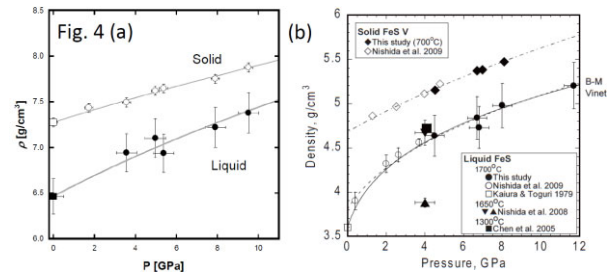 Fig. 4 (a)
8.5
8.0
7.5
7.0
6.5
6.0
ρ [g/cm³]
Solid
Liquid
0
2
4
6
8
10
P [GPa]
(b)
6
5.5
5
4.5
4
3.5
Density, g/cm³
Solid FeS V
This study (700°C)
Nishida et al. 2009
B-M
Vinet
Liquid FeS
1700°C
This study
Nishida et al. 2009
Kaiura & Toguri 1979
1650°C
Nishida et al. 2008
1300°C
Chen et al. 2005
0
2
4
6
8
10
12
Pressure, GPa